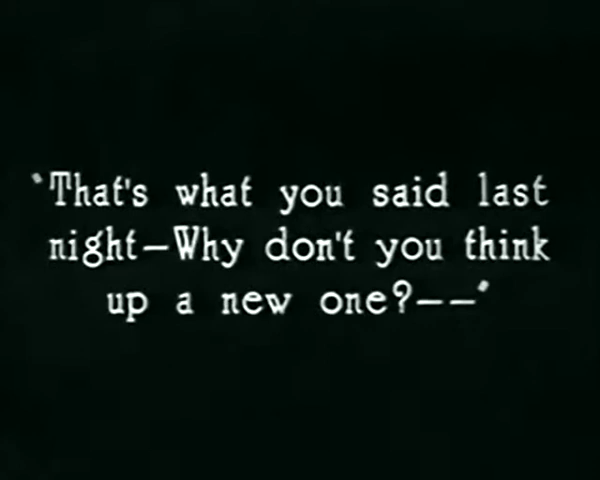 'That's what you said last
night—Why don't you think
up a new one?——'